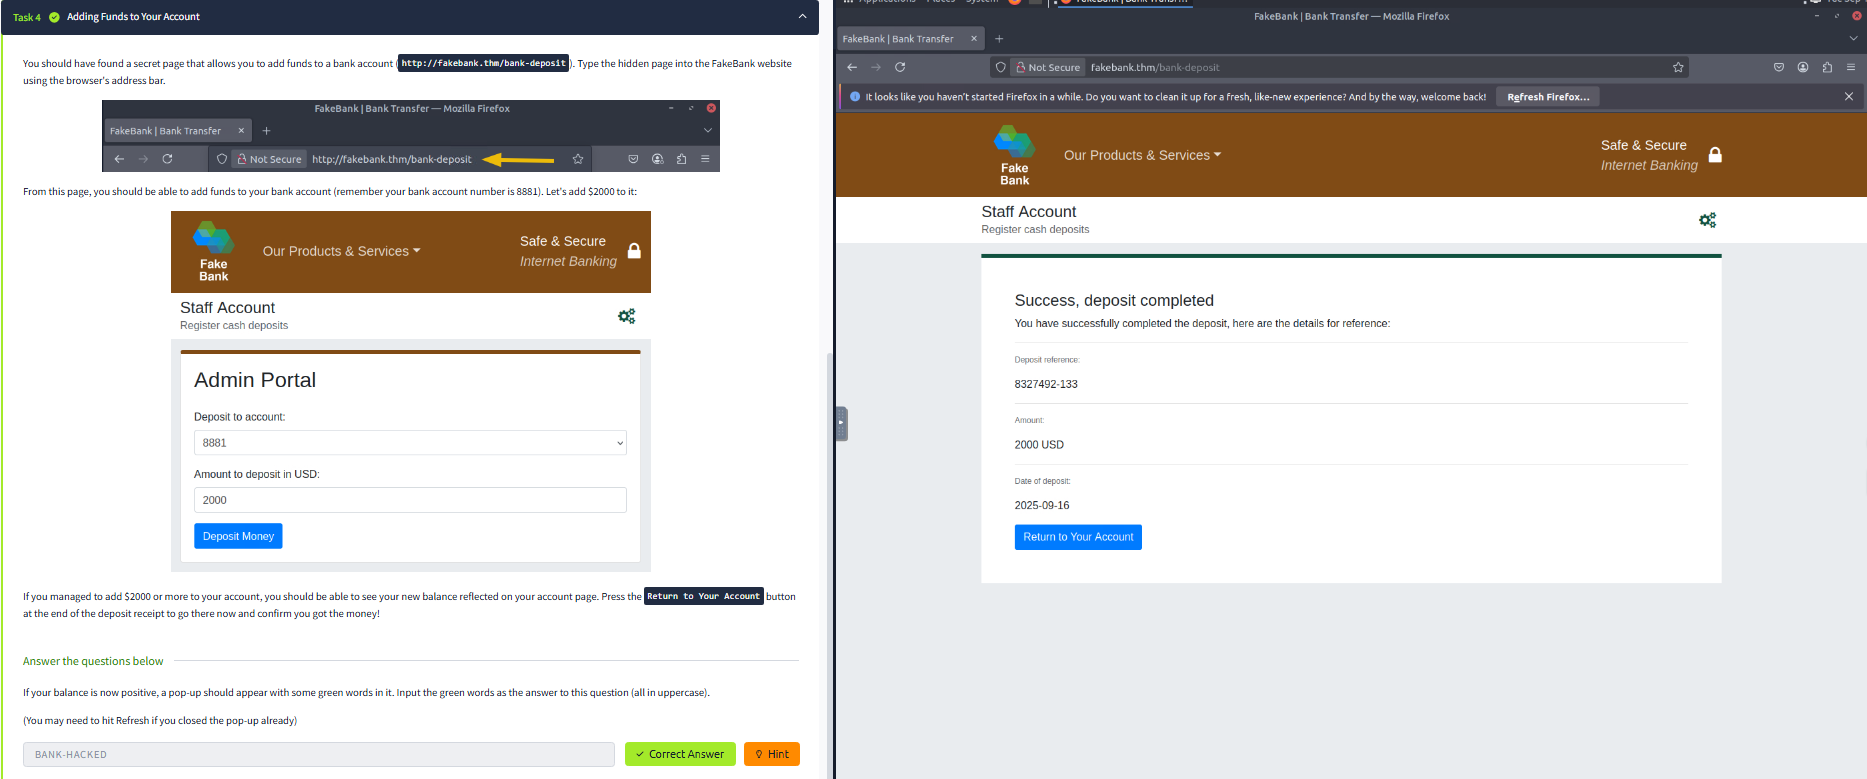 Task 4 Adding Funds to Your Account
You should have found a secret page that allows you to add funds to a bank account (http://fakebank.thm/bank-deposit). Type the hidden page into the FakeBank website
using the browser's address bar.
FakeBank | Bank Transfer — Mozilla Firefox
FakeBank | Bank Transfer
Not Secure http://fakebank.thm/bank-deposit
From this page, you should be able to add funds to your bank account (remember your bank account number is 8881). Let's add $2000 to it:
Fake
Bank
Our Products & Services
Safe & Secure
Internet Banking
Staff Account
Register cash deposits
Admin Portal
Deposit to account:
8881
Amount to deposit in USD:
2000
Deposit Money
If you managed to add $2000 or more to your account, you should be able to see your new balance reflected on your account page. Press the Return to Your Account button
at the end of the deposit receipt to go there now and confirm you got the money!
Answer the questions below
If your balance is now positive, a pop-up should appear with some green words in it. Input the green words as the answer to this question (all in uppercase).
(You may need to hit Refresh if you closed the pop-up already)
BANK-HACKED
Correct Answer
Hint
FakeBank | Bank Transfer — Mozilla Firefox
FakeBank | Bank Transfer
Not Secure fakebank.thm/bank-deposit
It looks like you haven't started Firefox in a while. Do you want to clean it up for a fresh, like-new experience? And by the way, welcome back! Refresh Firefox...
Fake
Bank
Our Products & Services
Safe & Secure
Internet Banking
Staff Account
Register cash deposits
Success, deposit completed
You have successfully completed the deposit, here are the details for reference:
Deposit reference:
8327492-133
Amount:
2000 USD
Date of deposit:
2025-09-16
Return to Your Account